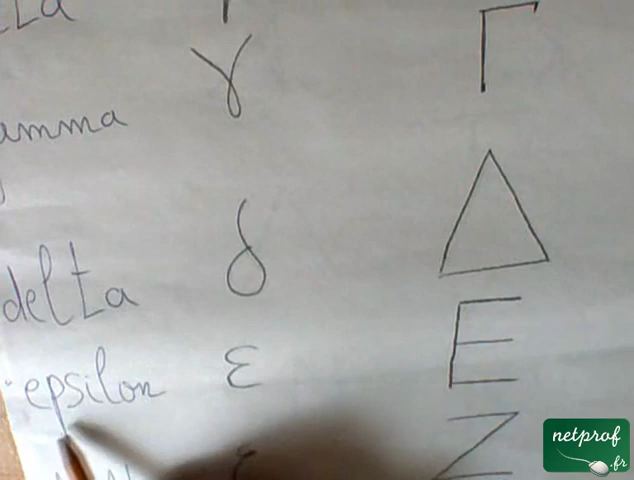 amma γ Γ
delta δ Δ
epsilon ε E
Z
netprof
.fr